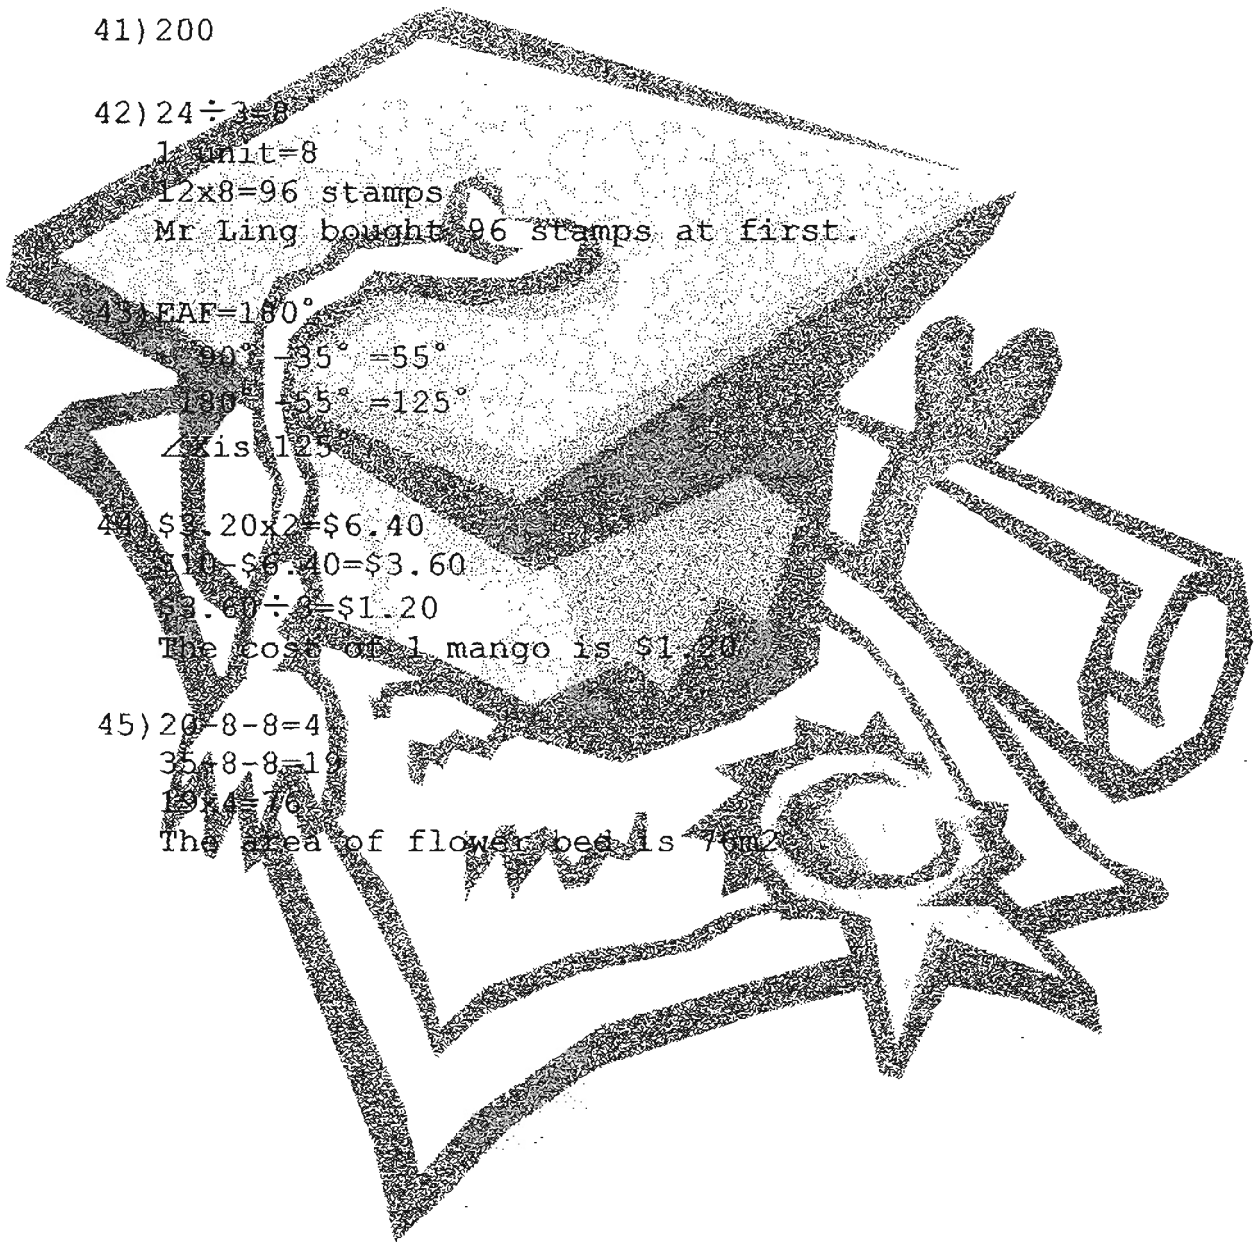 41)200
42)24÷3=8
1 unit=8
12x8=96 stamps
Mr Ling bought 96 stamps at first.
43)EAF=180°
90°-35°=55°
180°-55°=125°
∠Xis 125°
44)$3.20x2=$6.40
$10-$6.40=$3.60
$3.60÷3=$1.20
The cost of 1 mango is $1.20
45)20-8-8=4
35-8-8=19
19x4=76
The area of flower bed is 76m2.